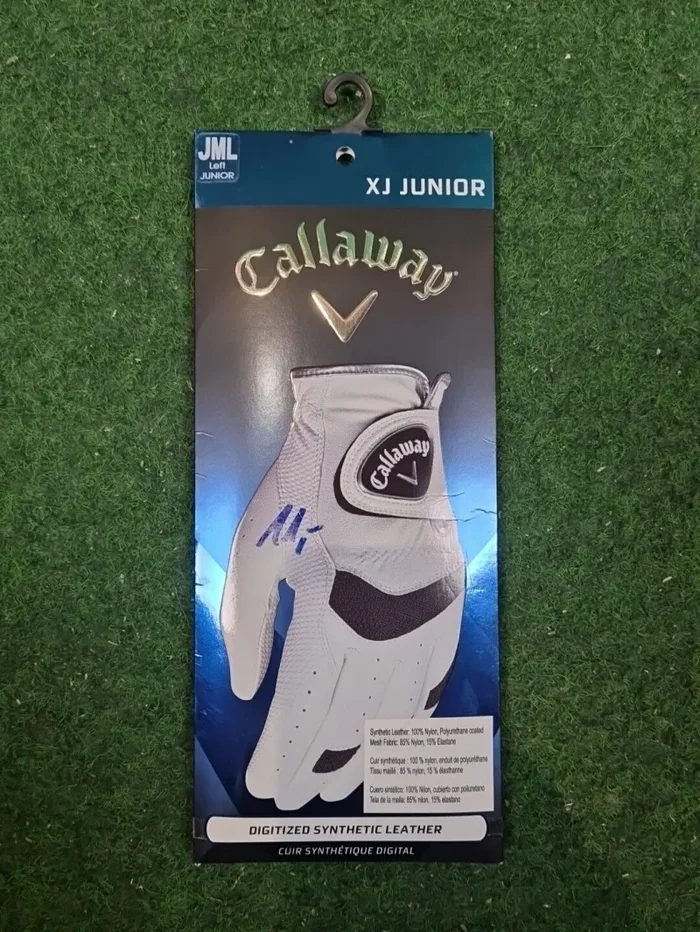 JML
Left
JUNIOR
XJ JUNIOR
Callaway
Callaway
Synthetic Leather: 100% Nylon, Polyurethane coated
Mesh Fabric: 85% Nylon, 15% Elastane
Cuir synthétique : 100 % nylon, enduit de polyuréthane
Tissu maillé : 85 % nylon, 15 % élasthanne
Cuero sintético: 100% Nilon, cubierto con poliuretano
Tela de la malla: 85% nilon, 15% elastano
DIGITIZED SYNTHETIC LEATHER
CUIR SYNTHÉTIQUE DIGITAL